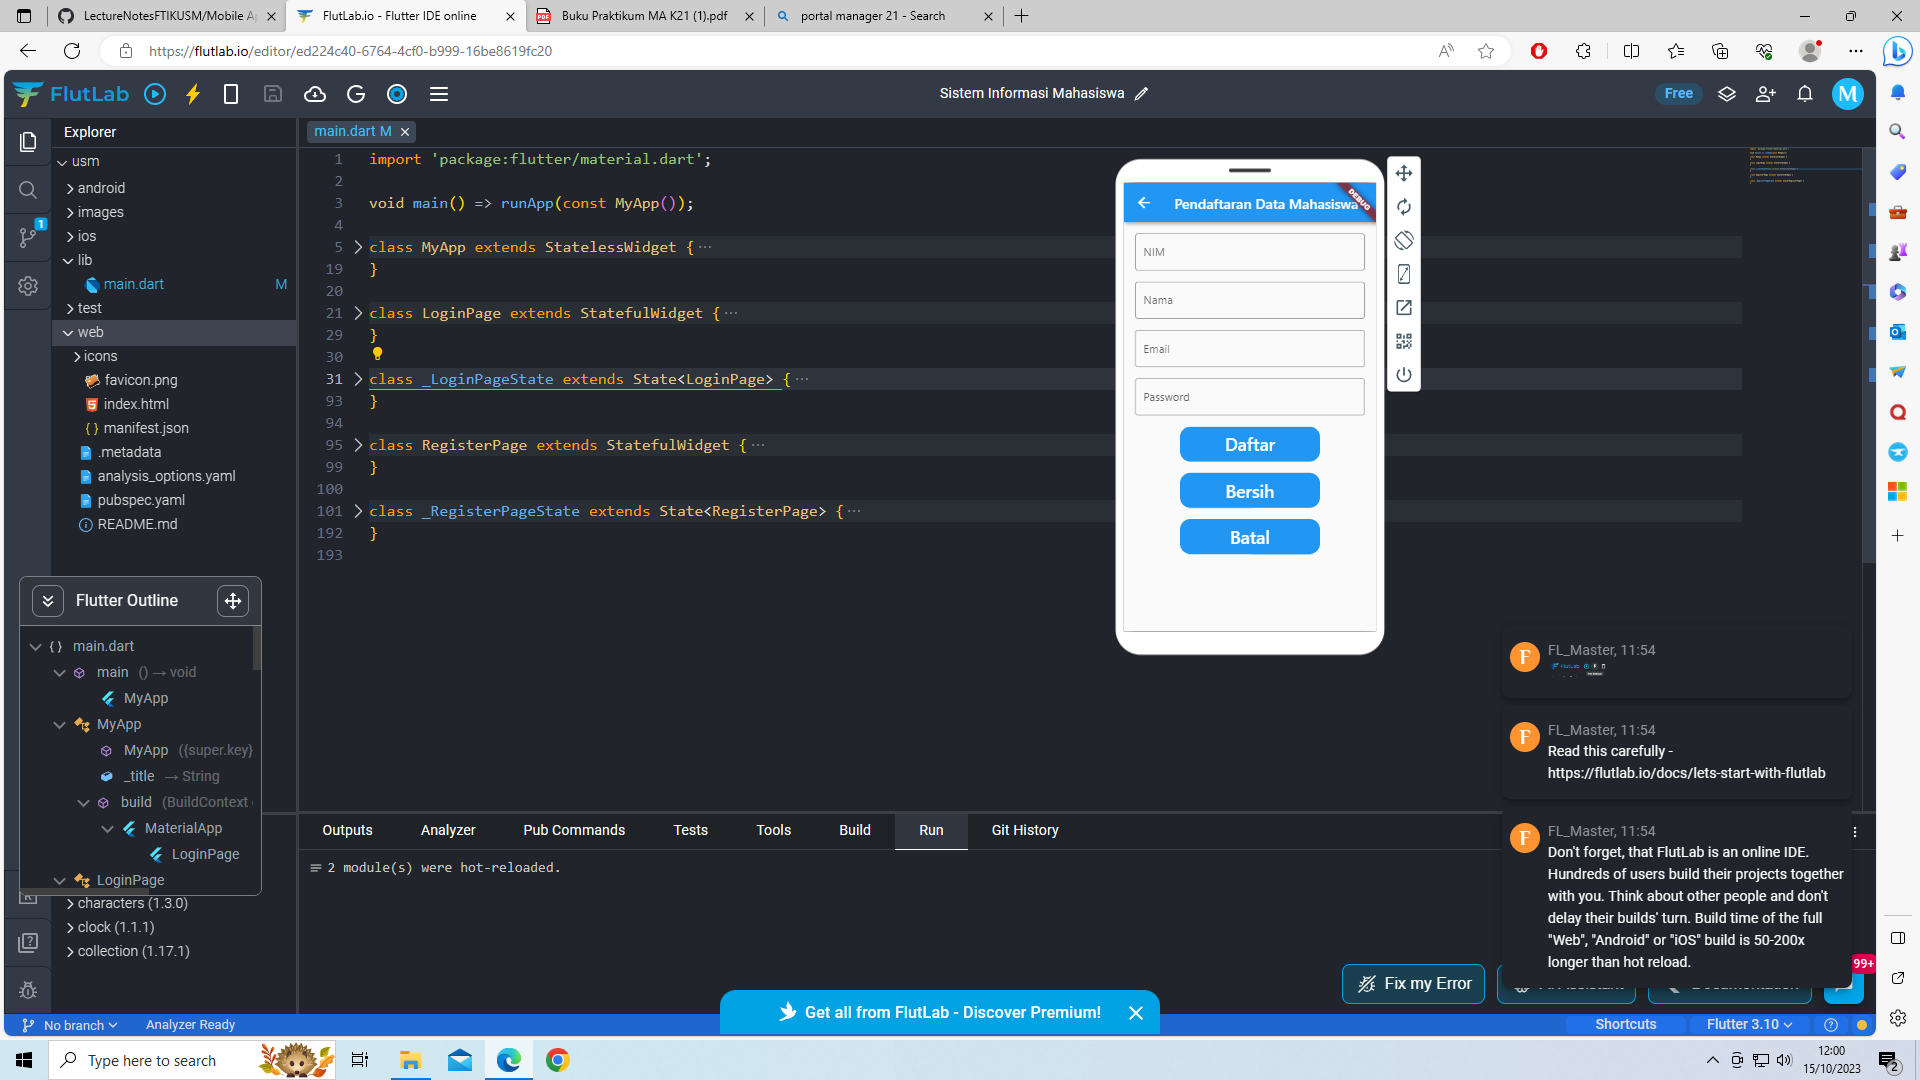 LectureNotesFTIKUSM/Mobile Ap
FlutLab.io - Flutter IDE online
Buku Praktikum MA K21 (1).pdf
portal manager 21 - Search
https://flutlab.io/editor/ed224c40-6764-4cf0-b999-16be8619fc20
FlutLab
Sistem Informasi Mahasiswa
Free
M
Explorer
usm
android
images
ios
lib
main.dart M
test
web
icons
favicon.png
index.html
manifest.json
.metadata
analysis_options.yaml
pubspec.yaml
README.md
1
main.dart M
1 import 'package:flutter/material.dart';
2
3 void main() => runApp(const MyApp());
4
5 class MyApp extends StatelessWidget {···
19 }
20
21 class LoginPage extends StatefulWidget {···
29 }
30
31 class _LoginPageState extends State<LoginPage> {···
93 }
94
95 class RegisterPage extends StatefulWidget {···
99 }
100
101 class _RegisterPageState extends State<RegisterPage> {···
192 }
193
Pendaftaran Data Mahasiswa
DEBUG
NIM
Nama
Email
Password
Daftar
Bersih
Batal
Flutter Outline
main.dart
main () → void
MyApp
MyApp
MyApp ({super.key}
_title → String
build (BuildContext
MaterialApp
LoginPage
LoginPage
characters (1.3.0)
clock (1.1.1)
collection (1.17.1)
Outputs
Analyzer
Pub Commands
Tests
Tools
Build
Run
Git History
2 module(s) were hot-reloaded.
F
FL_Master, 11:54
F
FL_Master, 11:54
Read this carefully -
https://flutlab.io/docs/lets-start-with-flutlab
F
FL_Master, 11:54
Don't forget, that FlutLab is an online IDE.
Hundreds of users build their projects together
with you. Think about other people and don't
delay their builds' turn. Build time of the full
"Web", "Android" or "iOS" build is 50-200x
longer than hot reload.
99+
Fix my Error
Get all from FlutLab - Discover Premium!
No branch
Analyzer Ready
Shortcuts
Flutter 3.10
Type here to search
12:00
15/10/2023
2